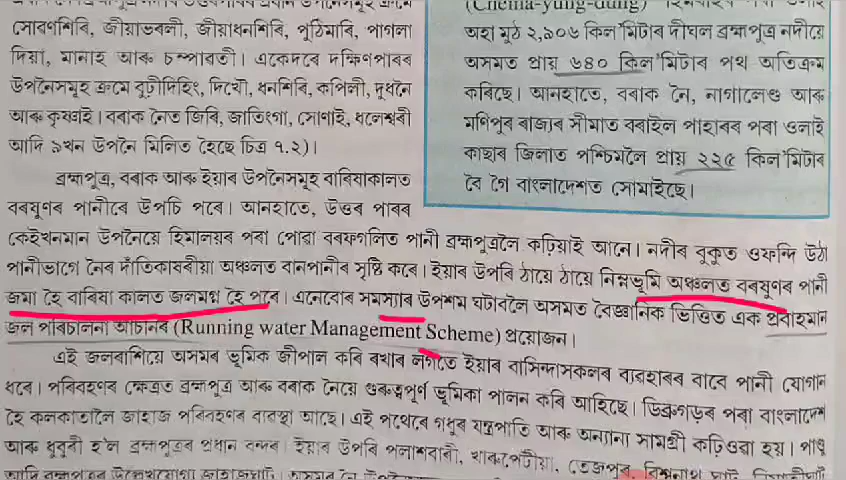 সোৱণশিৰি, জীয়াভৰলী, জীয়াধনশিৰি, পুঠিমাৰি, পাগলা
দিয়া, মানাহ আৰু চম্পাৱতী। একেদৰে দক্ষিণপাৰৰ
উপনৈসমূহ ক্ৰমে বুঢ়ীদিহিং, দিখৌ, ধনশিৰি, কপিলী, দুধনৈ
আৰু কৃষ্ণাই। বৰাক নৈত জিৰি, জাতিংগা, সোণাই, ধলেশ্বৰী
আদি ৯খন উপনৈ মিলিত হৈছে চিত্ৰ ৭.২)।
ব্ৰহ্মপুত্ৰ, বৰাক আৰু ইয়াৰ উপনৈসমূহ বাৰিষাকালত
বৰষুণৰ পানীৰে উপচি পৰে। আনহাতে, উত্তৰ পাৰৰ
(Chema-yung-dung)
অহা মুঠ ২,৯০৬ কিল'মিটাৰ দীঘল ব্ৰহ্মপুত্ৰ নদীয়ে
অসমত প্ৰায় ৬৪০ কিল'মিটাৰ পথ অতিক্ৰম
কৰিছে। আনহাতে, বৰাক নৈ, নাগালেণ্ড আৰু
মণিপুৰ ৰাজ্যৰ সীমাত বৰাইল পাহাৰৰ পৰা ওলাই
কাছাৰ জিলাত পশ্চিমলৈ প্ৰায় ২২৫ কিল'মিটাৰ
বৈ গৈ বাংলাদেশত সোমাইছে।
কেইখনমান উপনৈয়ে হিমালয়ৰ পৰা পোৱা বৰফগলিত পানী ব্ৰহ্মপুত্ৰলৈ কঢ়িয়াই আনে। নদীৰ বুকুত ওফন্দি উঠা
পানীভাগে নৈৰ দাঁতিকাষৰীয়া অঞ্চলত বানপানীৰ সৃষ্টি কৰে। ইয়াৰ উপৰি ঠায়ে ঠায়ে নিম্নভূমি অঞ্চলত বৰষুণৰ পানী
জমা হৈ বাৰিষা কালত জলমগ্ন হৈ পৰে। এনেবোৰ সমস্যাৰ উপশম ঘটাবলৈ অসমত বৈজ্ঞানিক ভিত্তিত এক প্ৰবাহমান
জল পৰিচালনা আঁচনিৰ (Running water Management Scheme) প্ৰয়োজন।
এই জলৰাশিয়ে অসমৰ ভূমিক জীপাল কৰি ৰখাৰ লগতে ইয়াৰ বাসিন্দাসকলৰ ব্যৱহাৰৰ বাবে পানী যোগান
ধৰে। পৰিবহণৰ ক্ষেত্ৰত ব্ৰহ্মপুত্ৰ আৰু বৰাক নৈয়ে গুৰুত্বপূৰ্ণ ভূমিকা পালন কৰি আহিছে। ডিব্ৰুগড়ৰ পৰা বাংলাদেশ
হৈ কলকাতালৈ জাহাজ পৰিবহণৰ ব্যৱস্থা আছে। এই পথেৰে গধুৰ যন্ত্ৰপাতি আৰু অন্যান্য সামগ্ৰী কঢ়িওৱা হয়। পাণ্ডু
আৰু ধুবুৰী হ'ল ব্ৰহ্মপুত্ৰৰ প্ৰধান বন্দৰ। ইয়াৰ উপৰি পলাশবাৰী, খাৰুপেটীয়া, তেজপুৰ, বিশ্বনাথ ঘাট